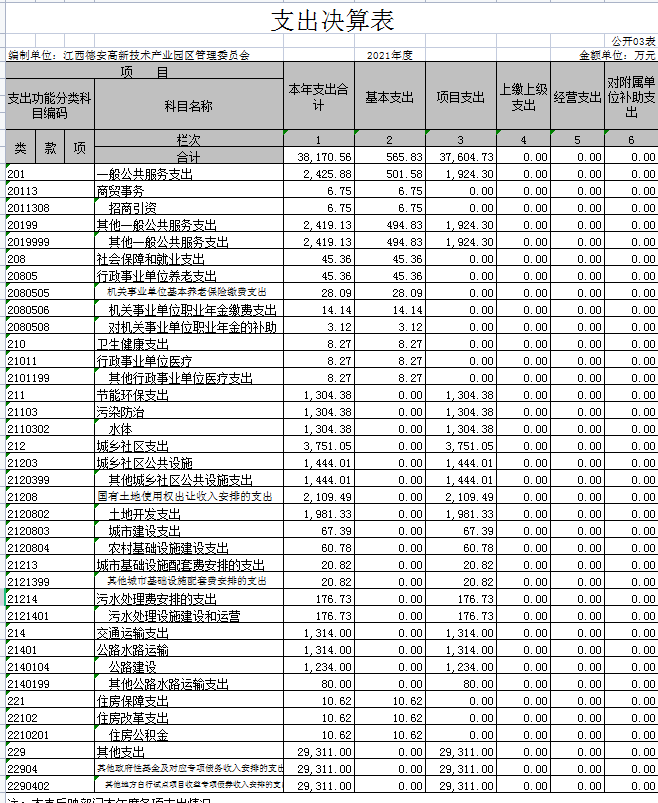 支出决算表
公开03表
编制单位：江西德安高新技术产业园区管理委员会 2021年度 金额单位：万元
项 目 本年支出合计 基本支出 项目支出 上缴上级支出 经营支出 对附属单位补助支出
支出功能分类科目编码 科目名称
类 款 项 栏次 1 2 3 4 5 6
合计 38,170.56 565.83 37,604.73 0.00 0.00 0.00
201 一般公共服务支出 2,425.88 501.58 1,924.30 0.00 0.00 0.00
20113 商贸事务 6.75 6.75 0.00 0.00 0.00 0.00
2011308 招商引资 6.75 6.75 0.00 0.00 0.00 0.00
20199 其他一般公共服务支出 2,419.13 494.83 1,924.30 0.00 0.00 0.00
2019999 其他一般公共服务支出 2,419.13 494.83 1,924.30 0.00 0.00 0.00
208 社会保障和就业支出 45.36 45.36 0.00 0.00 0.00 0.00
20805 行政事业单位养老支出 45.36 45.36 0.00 0.00 0.00 0.00
2080505 机关事业单位基本养老保险缴费支出 28.09 28.09 0.00 0.00 0.00 0.00
2080506 机关事业单位职业年金缴费支出 14.14 14.14 0.00 0.00 0.00 0.00
2080508 对机关事业单位职业年金的补助 3.12 3.12 0.00 0.00 0.00 0.00
210 卫生健康支出 8.27 8.27 0.00 0.00 0.00 0.00
21011 行政事业单位医疗 8.27 8.27 0.00 0.00 0.00 0.00
2101199 其他行政事业单位医疗支出 8.27 8.27 0.00 0.00 0.00 0.00
211 节能环保支出 1,304.38 0.00 1,304.38 0.00 0.00 0.00
21103 污染防治 1,304.38 0.00 1,304.38 0.00 0.00 0.00
2110302 水体 1,304.38 0.00 1,304.38 0.00 0.00 0.00
212 城乡社区支出 3,751.05 0.00 3,751.05 0.00 0.00 0.00
21203 城乡社区公共设施 1,444.01 0.00 1,444.01 0.00 0.00 0.00
2120399 其他城乡社区公共设施支出 1,444.01 0.00 1,444.01 0.00 0.00 0.00
21208 国有土地使用权出让收入安排的支出 2,109.49 0.00 2,109.49 0.00 0.00 0.00
2120802 土地开发支出 1,981.33 0.00 1,981.33 0.00 0.00 0.00
2120803 城市建设支出 67.39 0.00 67.39 0.00 0.00 0.00
2120804 农村基础设施建设支出 60.78 0.00 60.78 0.00 0.00 0.00
21213 城市基础设施配套费安排的支出 20.82 0.00 20.82 0.00 0.00 0.00
2121399 其他城市基础设施配套费安排的支出 20.82 0.00 20.82 0.00 0.00 0.00
21214 污水处理费安排的支出 176.73 0.00 176.73 0.00 0.00 0.00
2121401 污水处理设施建设和运营 176.73 0.00 176.73 0.00 0.00 0.00
214 交通运输支出 1,314.00 0.00 1,314.00 0.00 0.00 0.00
21401 公路水路运输 1,314.00 0.00 1,314.00 0.00 0.00 0.00
2140104 公路建设 1,234.00 0.00 1,234.00 0.00 0.00 0.00
2140199 其他公路水路运输支出 80.00 0.00 80.00 0.00 0.00 0.00
221 住房保障支出 10.62 10.62 0.00 0.00 0.00 0.00
22102 住房改革支出 10.62 10.62 0.00 0.00 0.00 0.00
2210201 住房公积金 10.62 10.62 0.00 0.00 0.00 0.00
229 其他支出 29,311.00 0.00 29,311.00 0.00 0.00 0.00
22904 其他政府性基金及对应专项债务收入安排的支出 29,311.00 0.00 29,311.00 0.00 0.00 0.00
2290402 其他地方自行试点项目收益专项债券收入安排的支 29,311.00 0.00 29,311.00 0.00 0.00 0.00
注：本表反映部门本年度各项支出情况